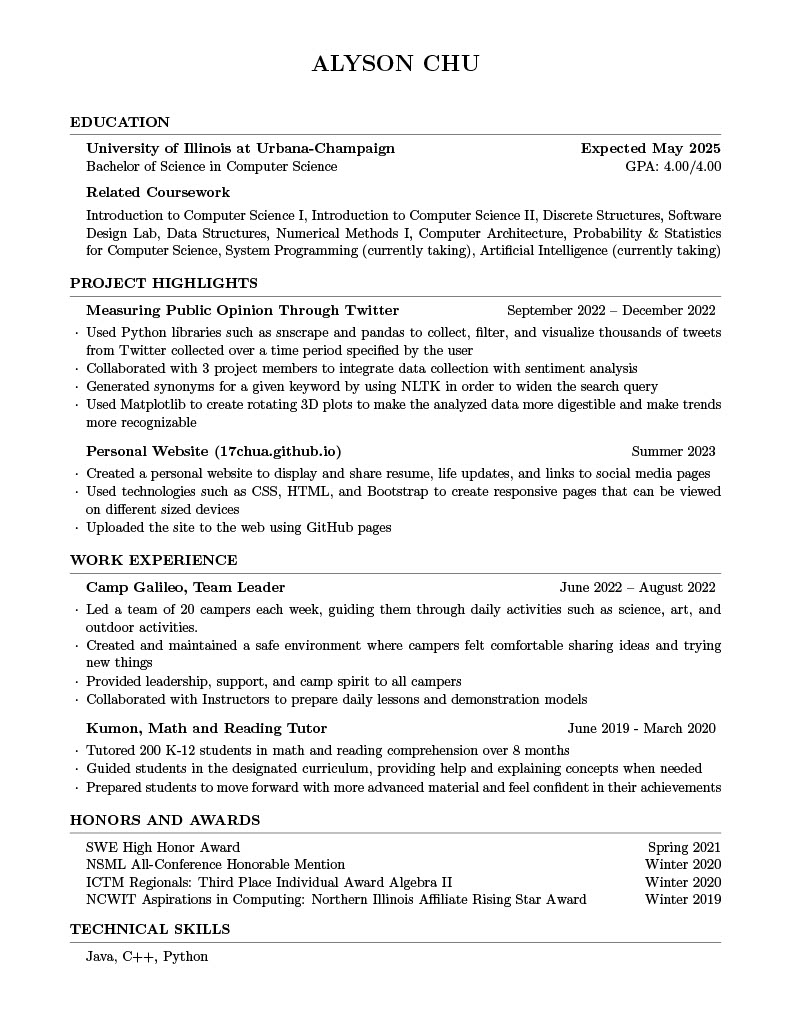 ALYSON CHU
EDUCATION
University of Illinois at Urbana-Champaign Expected May 2025
Bachelor of Science in Computer Science GPA: 4.00/4.00
Related Coursework
Introduction to Computer Science I, Introduction to Computer Science II, Discrete Structures, Software
Design Lab, Data Structures, Numerical Methods I, Computer Architecture, Probability & Statistics
for Computer Science, System Programming (currently taking), Artificial Intelligence (currently taking)
PROJECT HIGHLIGHTS
Measuring Public Opinion Through Twitter September 2022 – December 2022
· Used Python libraries such as snscrape and pandas to collect, filter, and visualize thousands of tweets
from Twitter collected over a time period specified by the user
· Collaborated with 3 project members to integrate data collection with sentiment analysis
· Generated synonyms for a given keyword by using NLTK in order to widen the search query
· Used Matplotlib to create rotating 3D plots to make the analyzed data more digestible and make trends
more recognizable
Personal Website (17chua.github.io) Summer 2023
· Created a personal website to display and share resume, life updates, and links to social media pages
· Used technologies such as CSS, HTML, and Bootstrap to create responsive pages that can be viewed
on different sized devices
· Uploaded the site to the web using GitHub pages
WORK EXPERIENCE
Camp Galileo, Team Leader June 2022 – August 2022
· Led a team of 20 campers each week, guiding them through daily activities such as science, art, and
outdoor activities.
· Created and maintained a safe environment where campers felt comfortable sharing ideas and trying
new things
· Provided leadership, support, and camp spirit to all campers
· Collaborated with Instructors to prepare daily lessons and demonstration models
Kumon, Math and Reading Tutor June 2019 - March 2020
· Tutored 200 K-12 students in math and reading comprehension over 8 months
· Guided students in the designated curriculum, providing help and explaining concepts when needed
· Prepared students to move forward with more advanced material and feel confident in their achievements
HONORS AND AWARDS
SWE High Honor Award Spring 2021
NSML All-Conference Honorable Mention Winter 2020
ICTM Regionals: Third Place Individual Award Algebra II Winter 2020
NCWIT Aspirations in Computing: Northern Illinois Affiliate Rising Star Award Winter 2019
TECHNICAL SKILLS
Java, C++, Python